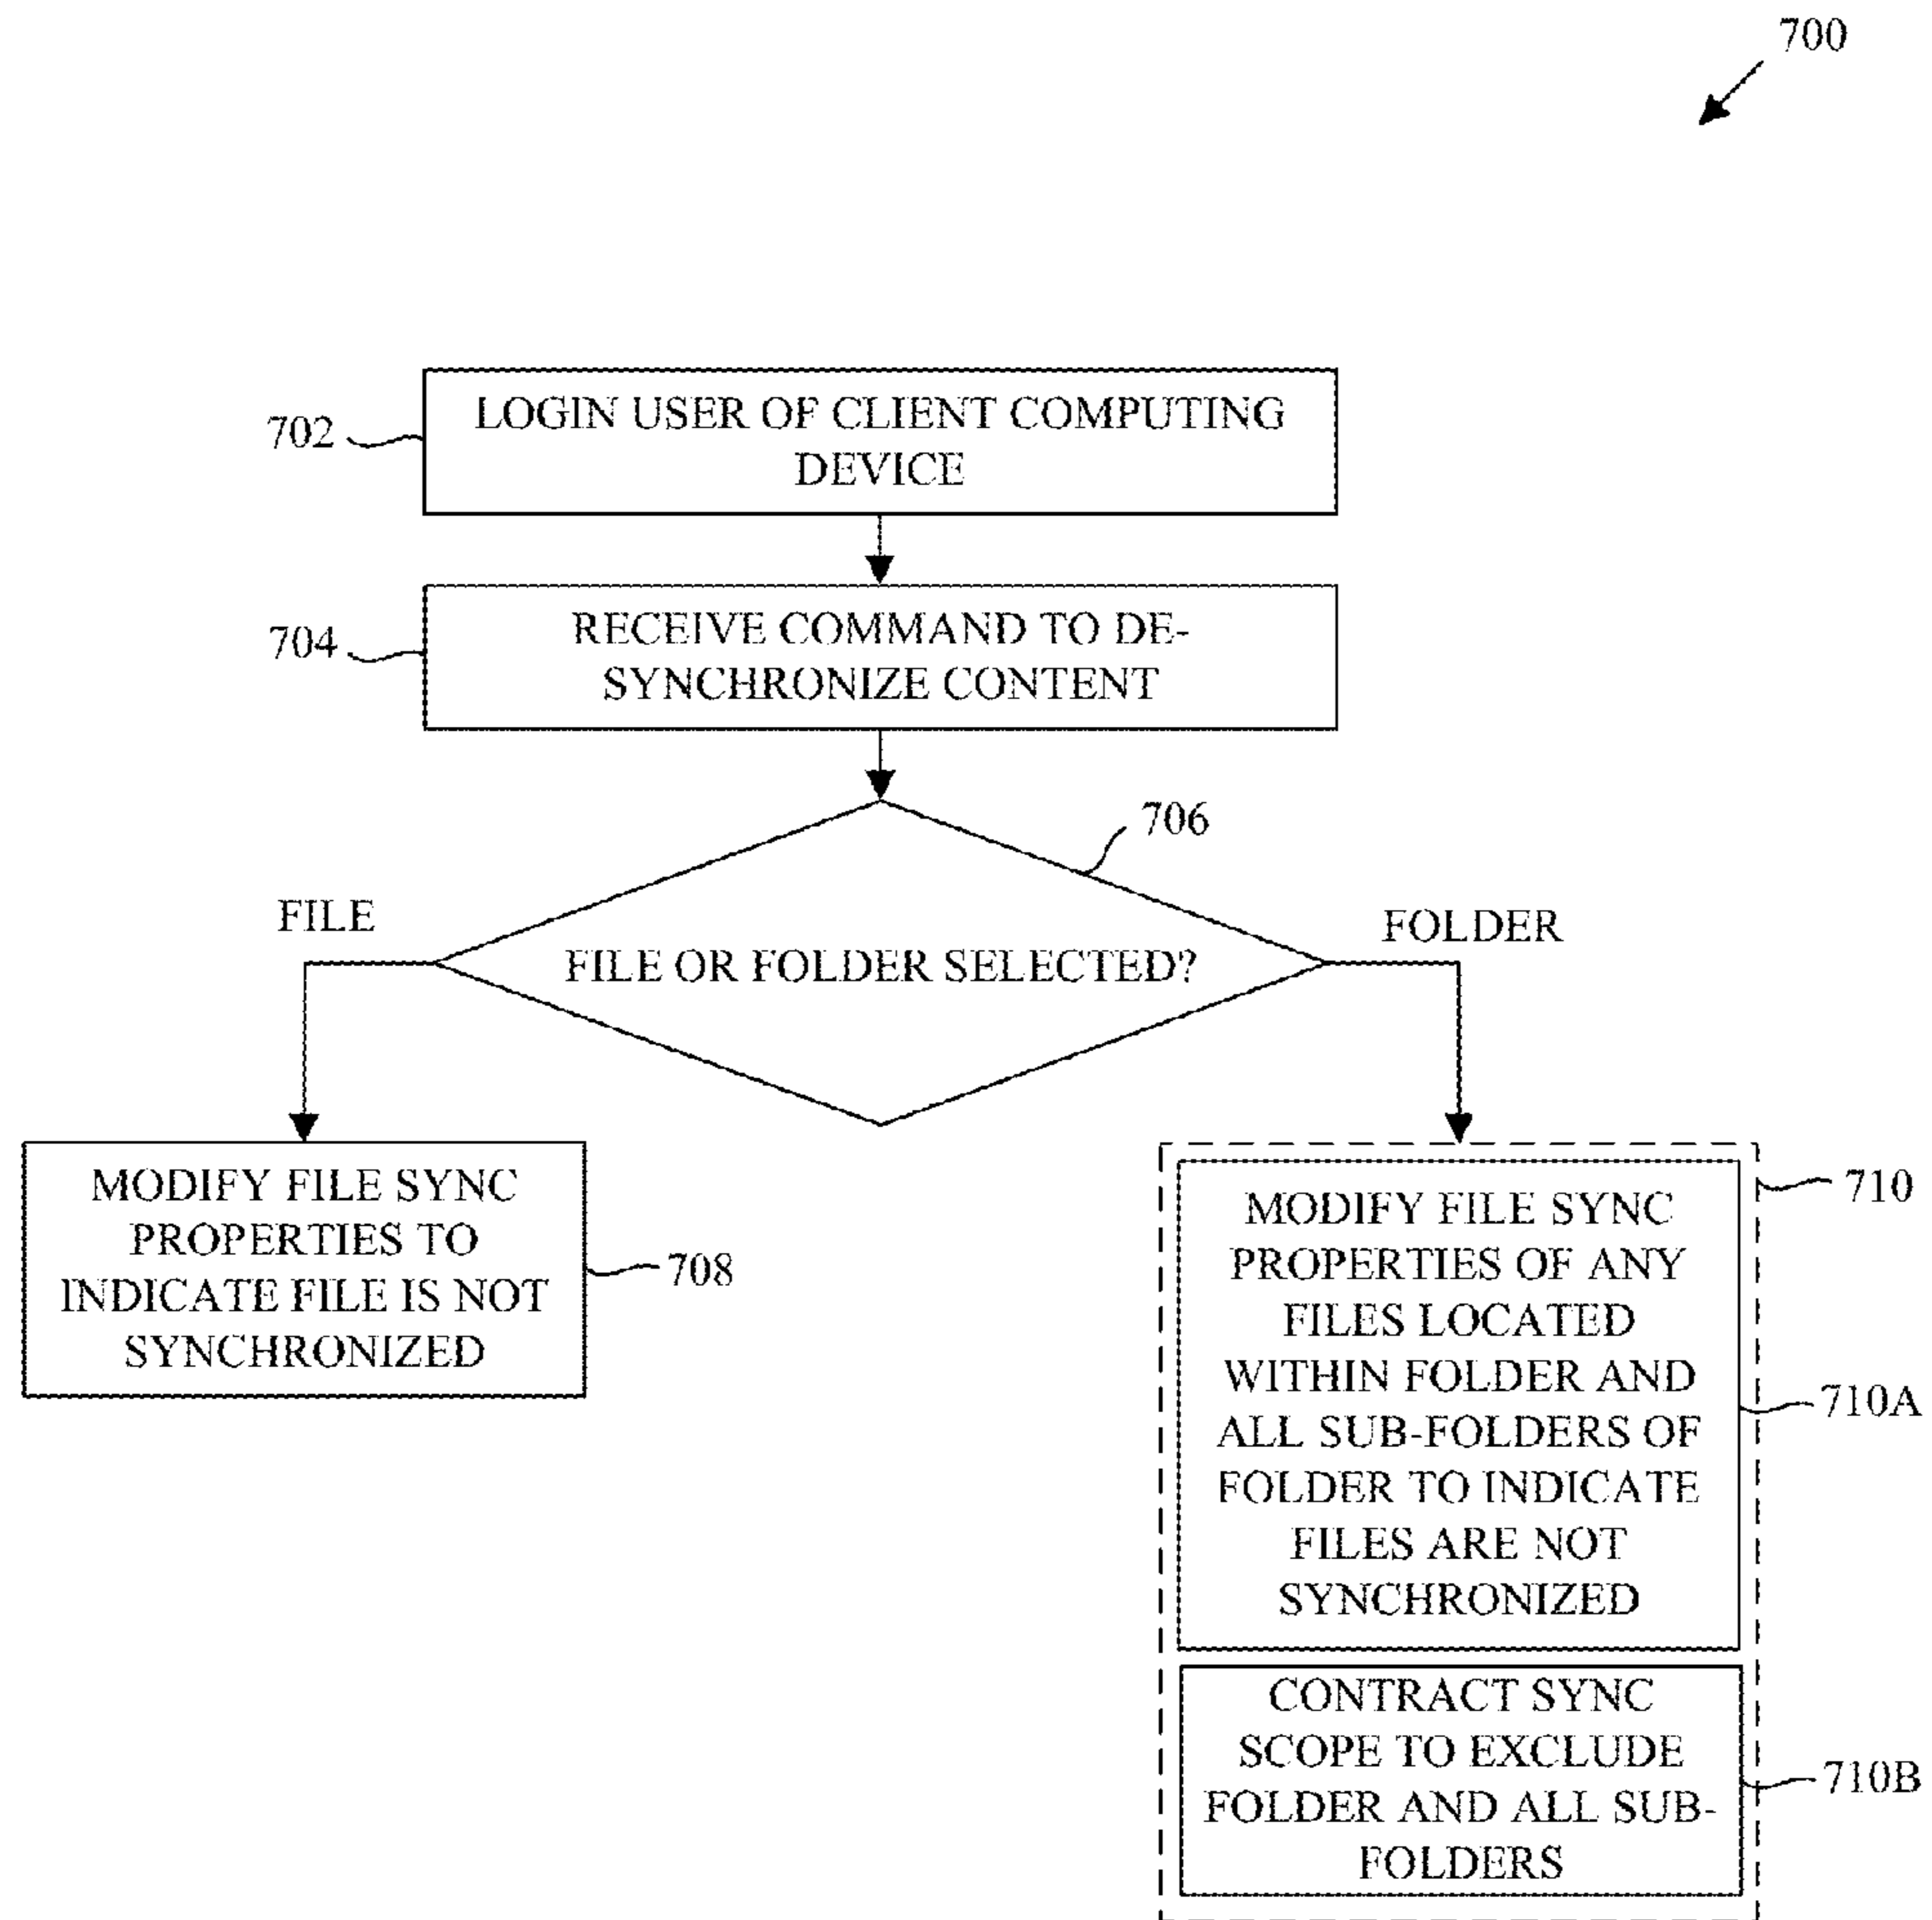 700
LOGIN USER OF CLIENT COMPUTING
DEVICE
702
RECEIVE COMMAND TO DE-
SYNCHRONIZE CONTENT
704
706
FILE
FOLDER
FILE OR FOLDER SELECTED?
MODIFY FILE SYNC
PROPERTIES TO
INDICATE FILE IS NOT
SYNCHRONIZED
708
710
MODIFY FILE SYNC
PROPERTIES OF ANY
FILES LOCATED
WITHIN FOLDER AND
ALL SUB-FOLDERS OF
FOLDER TO INDICATE
FILES ARE NOT
SYNCHRONIZED
710A
CONTRACT SYNC
SCOPE TO EXCLUDE
FOLDER AND ALL SUB-
FOLDERS
710B